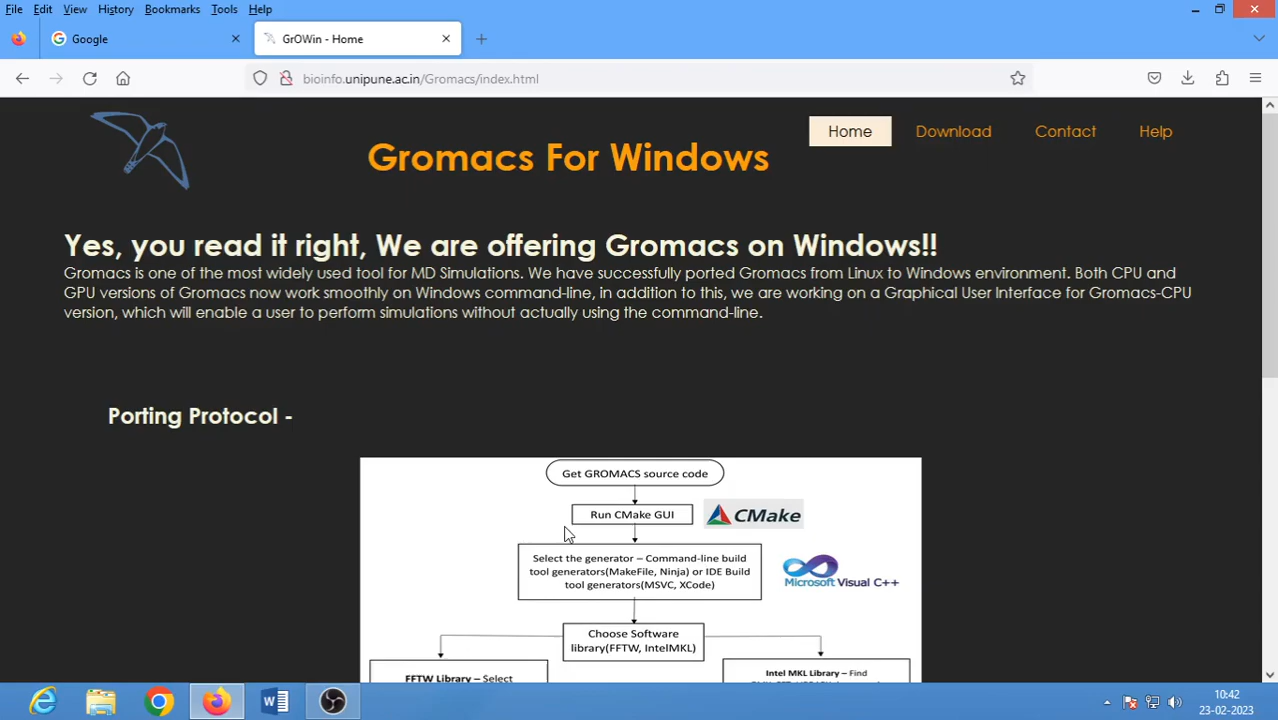 File Edit View History Bookmarks Tools Help
Google
GrOWin - Home
bioinfo.unipune.ac.in/Gromacs/index.html
Home Download Contact Help
Gromacs For Windows
Yes, you read it right, We are offering Gromacs on Windows!!
Gromacs is one of the most widely used tool for MD Simulations. We have successfully ported Gromacs from Linux to Windows environment. Both CPU and
GPU versions of Gromacs now work smoothly on Windows command-line, in addition to this, we are working on a Graphical User Interface for Gromacs-CPU
version, which will enable a user to perform simulations without actually using the command-line.
Porting Protocol -
Get GROMACS source code
Run CMake GUI
CMake
Select the generator – Command-line build
tool generators(MakeFile, Ninja) or IDE Build
tool generators(MSVC, XCode)
Microsoft Visual C++
Choose Software
library(FFTW, IntelMKL)
FFTW Library – Select
Intel MKL Library – Find
10:42
23-02-2023